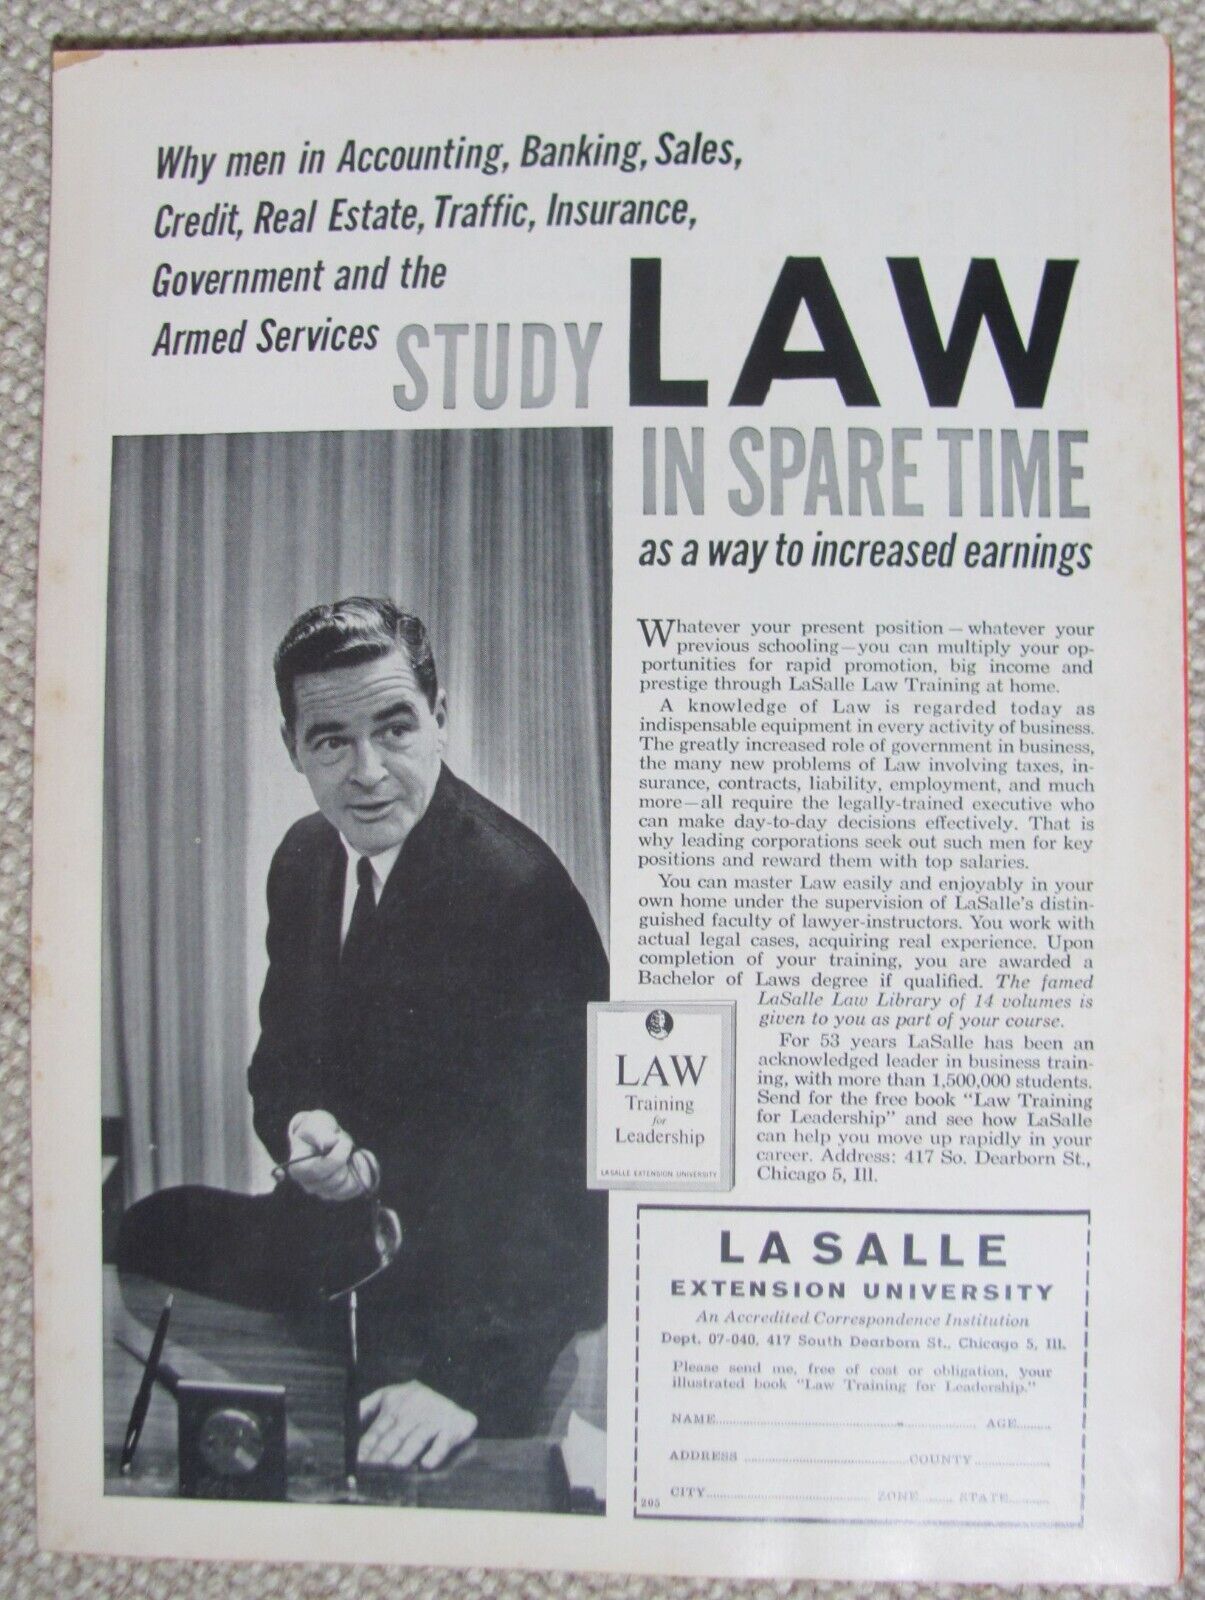 Why men in Accounting, Banking, Sales,
Credit, Real Estate, Traffic, Insurance,
Government and the
Armed Services STUDY LAW
IN SPARE TIME
as a way to increased earnings
Whatever your present position — whatever your
previous schooling—you can multiply your op-
portunities for rapid promotion, big income and
prestige through LaSalle Law Training at home.
A knowledge of Law is regarded today as
indispensable equipment in every activity of business.
The greatly increased role of government in business,
the many new problems of Law involving taxes, in-
surance, contracts, liability, employment, and much
more—all require the legally-trained executive who
can make day-to-day decisions effectively. That is
why leading corporations seek out such men for key
positions and reward them with top salaries.
You can master Law easily and enjoyably in your
own home under the supervision of LaSalle's distin-
guished faculty of lawyer-instructors. You work with
actual legal cases, acquiring real experience. Upon
completion of your training, you are awarded a
Bachelor of Laws degree if qualified. The famed
LaSalle Law Library of 14 volumes is
given to you as part of your course.
For 53 years LaSalle has been an
acknowledged leader in business train-
ing, with more than 1,500,000 students.
Send for the free book "Law Training
for Leadership" and see how LaSalle
can help you move up rapidly in your
career. Address: 417 So. Dearborn St.,
Chicago 5, Ill.
LAW
Training
for
Leadership
LASALLE EXTENSION UNIVERSITY
LA SALLE
EXTENSION UNIVERSITY
An Accredited Correspondence Institution
Dept. 07-040, 417 South Dearborn St., Chicago 5, Ill.
Please send me, free of cost or obligation, your
illustrated book "Law Training for Leadership."
NAME AGE
ADDRESS COUNTY
CITY ZONE STATE
205